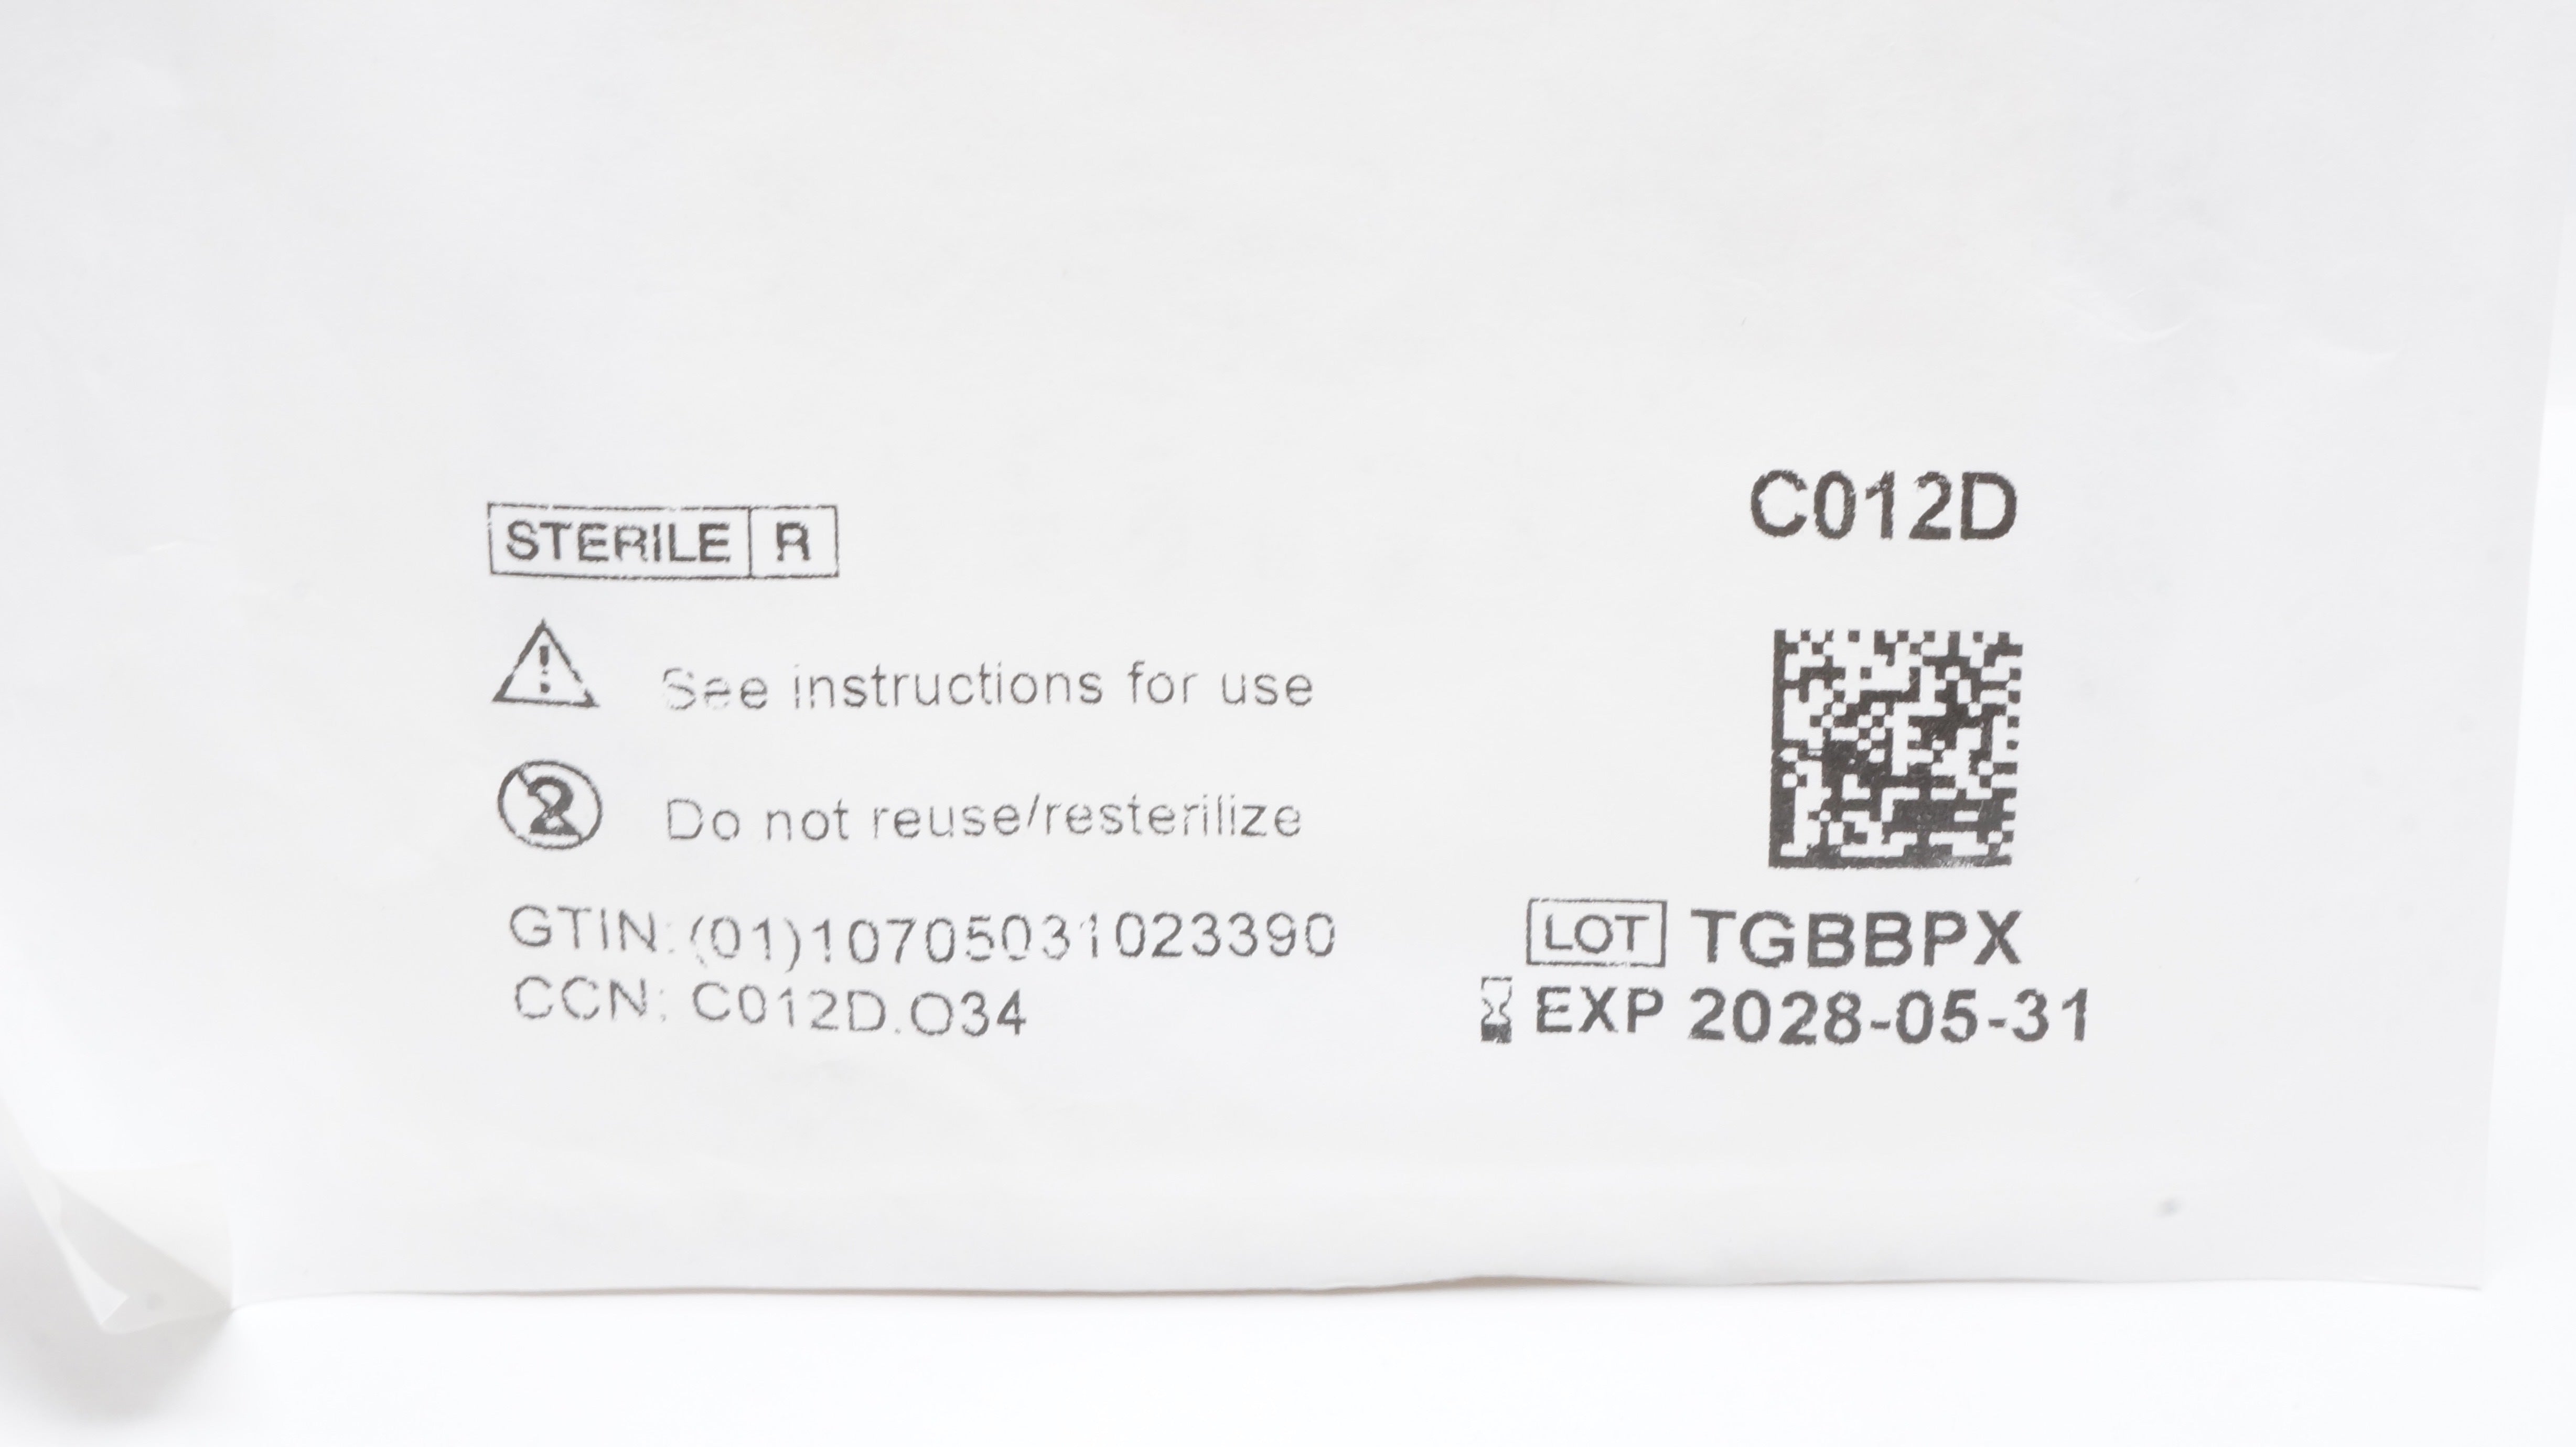 STERILE R
See instructions for use
Do not reuse/resterilize
GTIN: (01)10705031023390
CCN: C012D.O34
C012D
LOT TGBBPX
EXP 2028-05-31